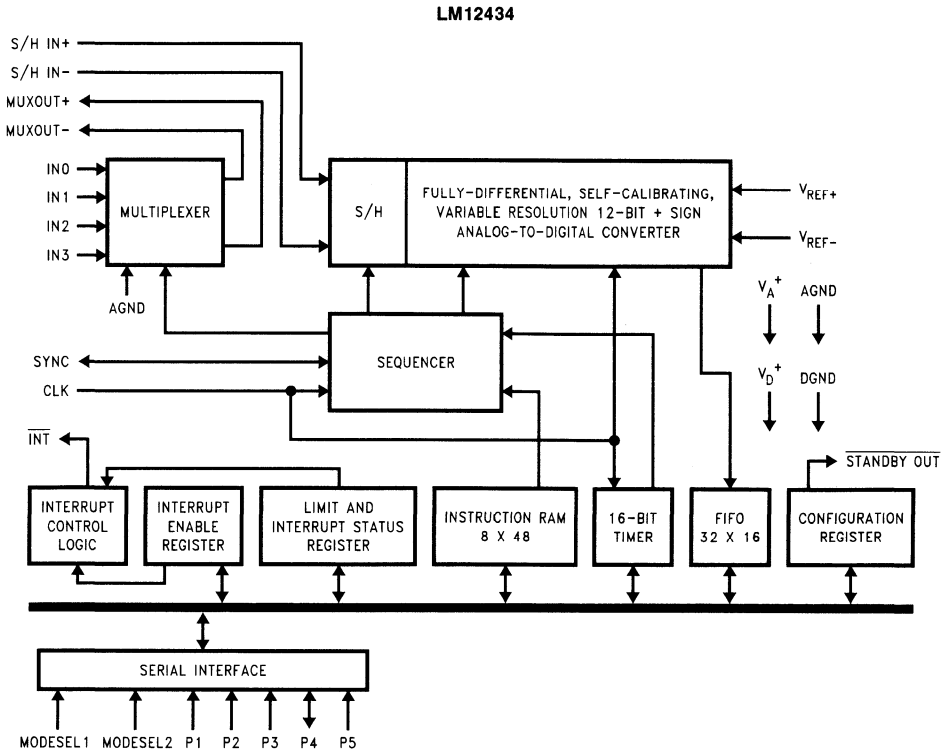 LM12434
S/H IN+
S/H IN-
MUXOUT+
MUXOUT-
IN0
IN1
IN2
IN3
MULTIPLEXER
AGND
S/H
FULLY-DIFFERENTIAL, SELF-CALIBRATING,
VARIABLE RESOLUTION 12-BIT + SIGN
ANALOG-TO-DIGITAL CONVERTER
VREF+
VREF-
VA+
AGND
VD+
DGND
SEQUENCER
SYNC
CLK
INT
STANDBY OUT
INTERRUPT
CONTROL
LOGIC
INTERRUPT
ENABLE
REGISTER
LIMIT AND
INTERRUPT STATUS
REGISTER
INSTRUCTION RAM
8 X 48
16-BIT
TIMER
FIFO
32 X 16
CONFIGURATION
REGISTER
SERIAL INTERFACE
MODESEL1 MODESEL2 P1 P2 P3 P4 P5